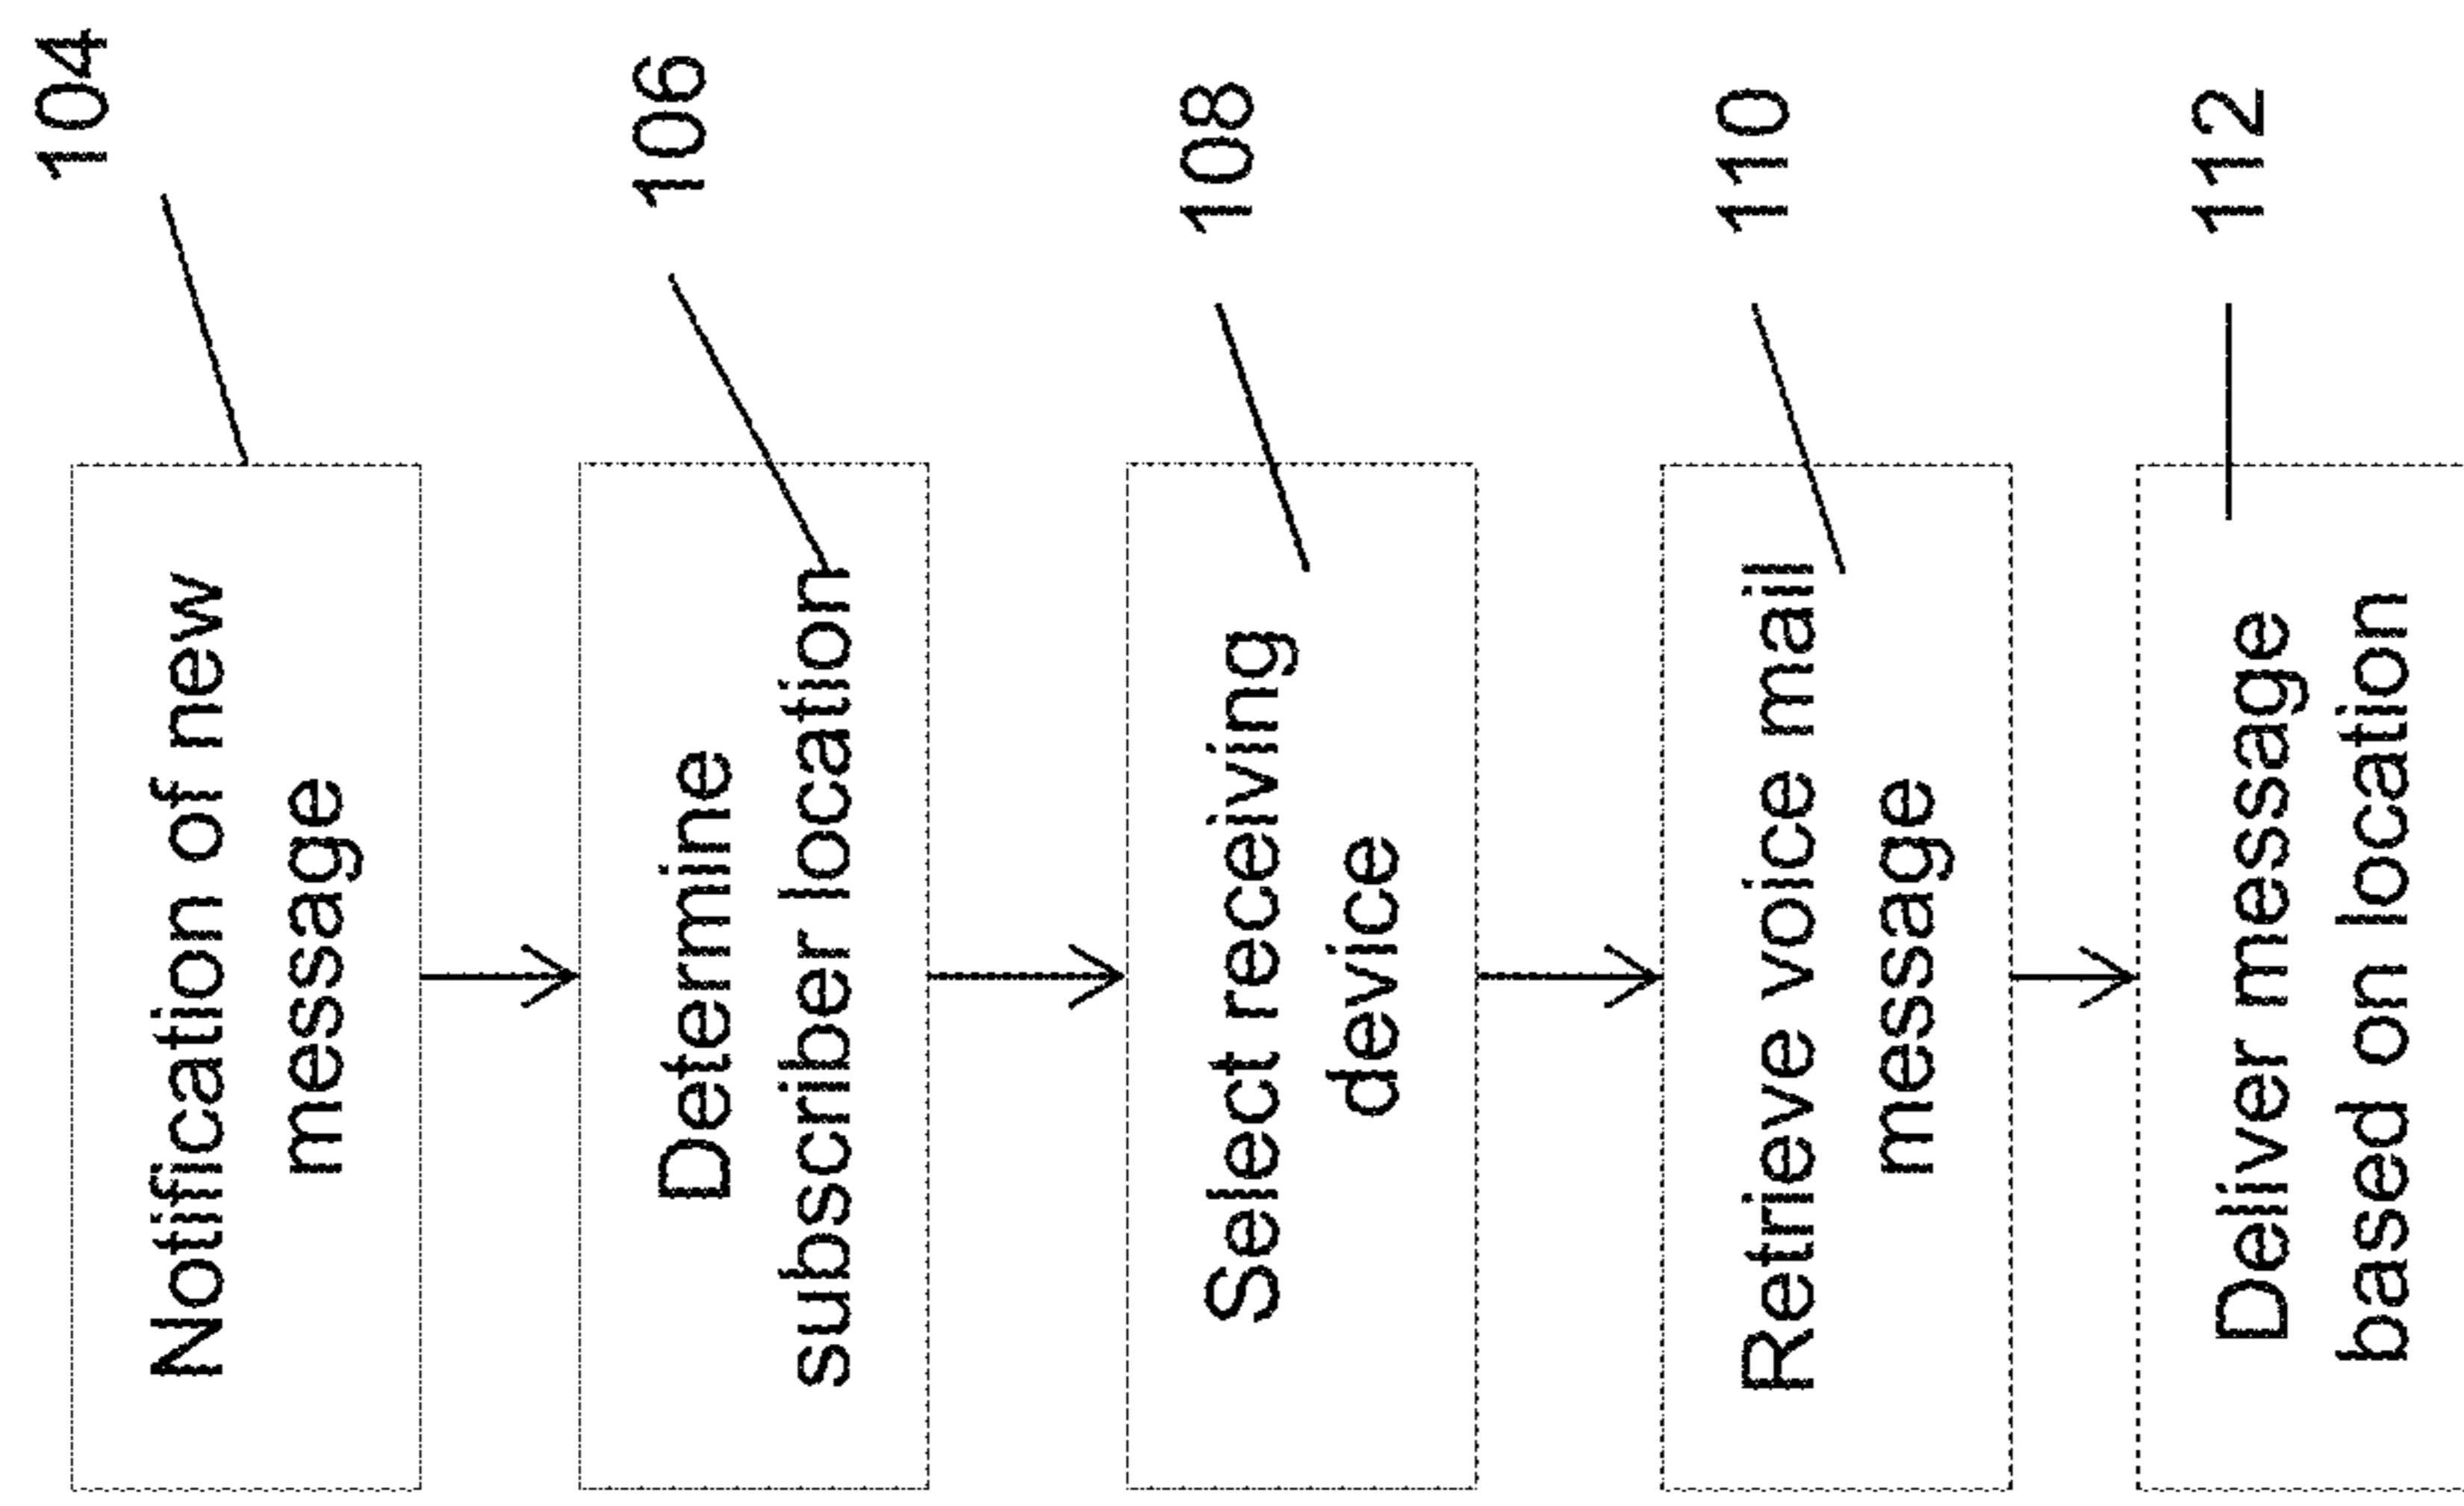 Notification of new
message
104
Determine
subscriber location
106
Select receiving
device
108
Retrieve voice mail
message
110
Deliver message
based on location
112